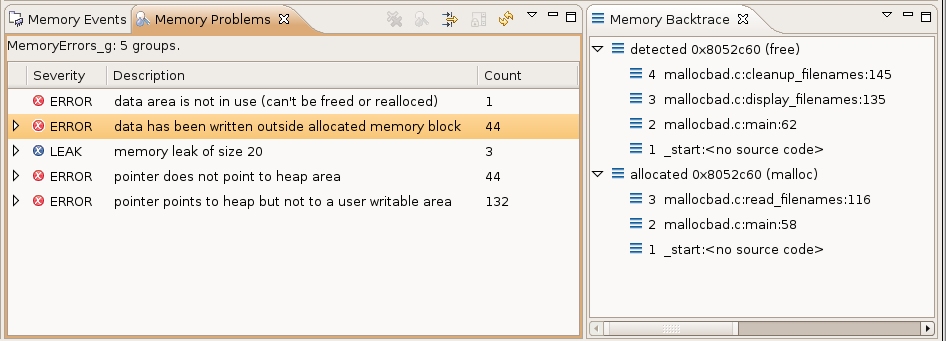 Memory Events Memory Problems
MemoryErrors_g: 5 groups.
Severity Description Count
ERROR data area is not in use (can't be freed or realloced) 1
ERROR data has been written outside allocated memory block 44
LEAK memory leak of size 20 3
ERROR pointer does not point to heap area 44
ERROR pointer points to heap but not to a user writable area 132
Memory Backtrace
detected 0x8052c60 (free)
4 mallocbad.c:cleanup_filenames:145
3 mallocbad.c:display_filenames:135
2 mallocbad.c:main:62
1 _start:<no source code>
allocated 0x8052c60 (malloc)
3 mallocbad.c:read_filenames:116
2 mallocbad.c:main:58
1 _start:<no source code>